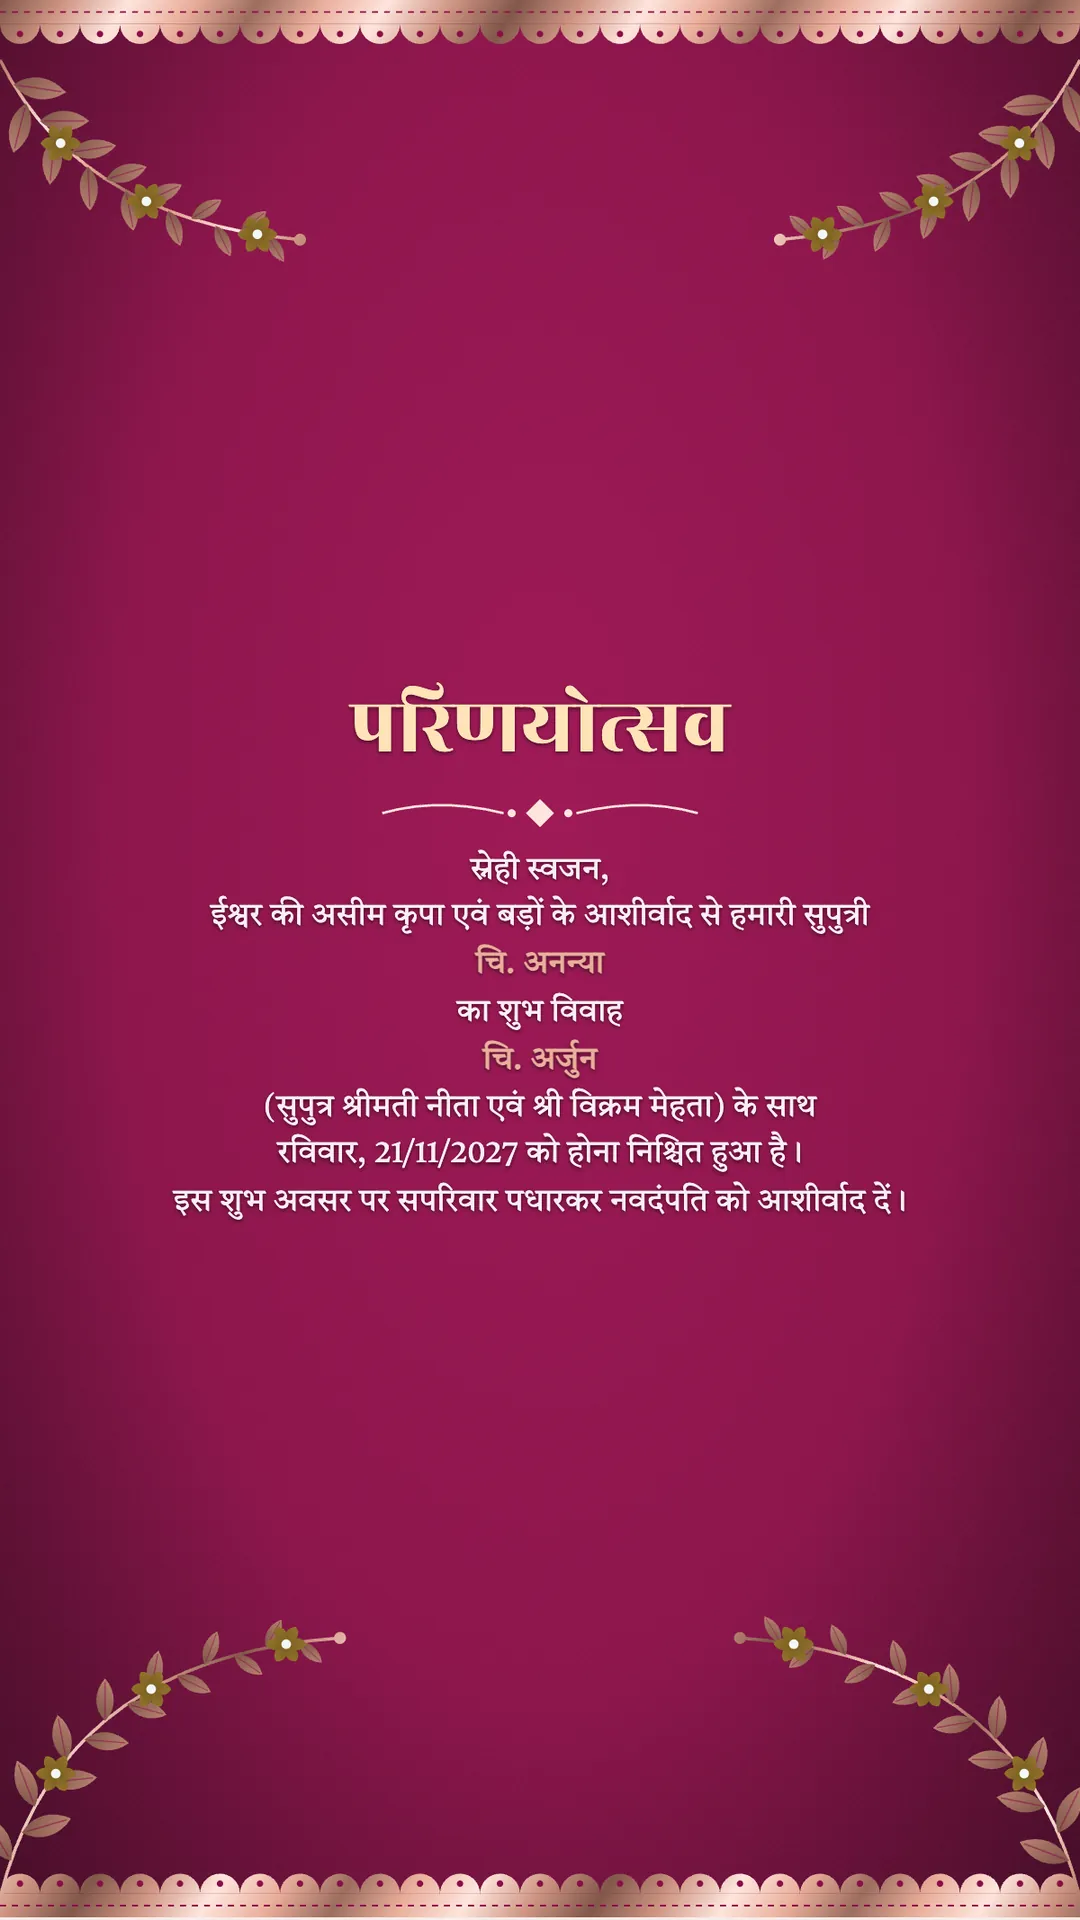 परिणयोत्सव
स्नेही स्वजन,
ईश्वर की असीम कृपा एवं बड़ों के आशीर्वाद से हमारी सुपुत्री
चि. अनन्या
का शुभ विवाह
चि. अर्जुन
(सुपुत्र श्रीमती नीता एवं श्री विक्रम मेहता) के साथ
रविवार, 21/11/2027 को होना निश्चित हुआ है।
इस शुभ अवसर पर सपरिवार पधारकर नवदंपति को आशीर्वाद दें।